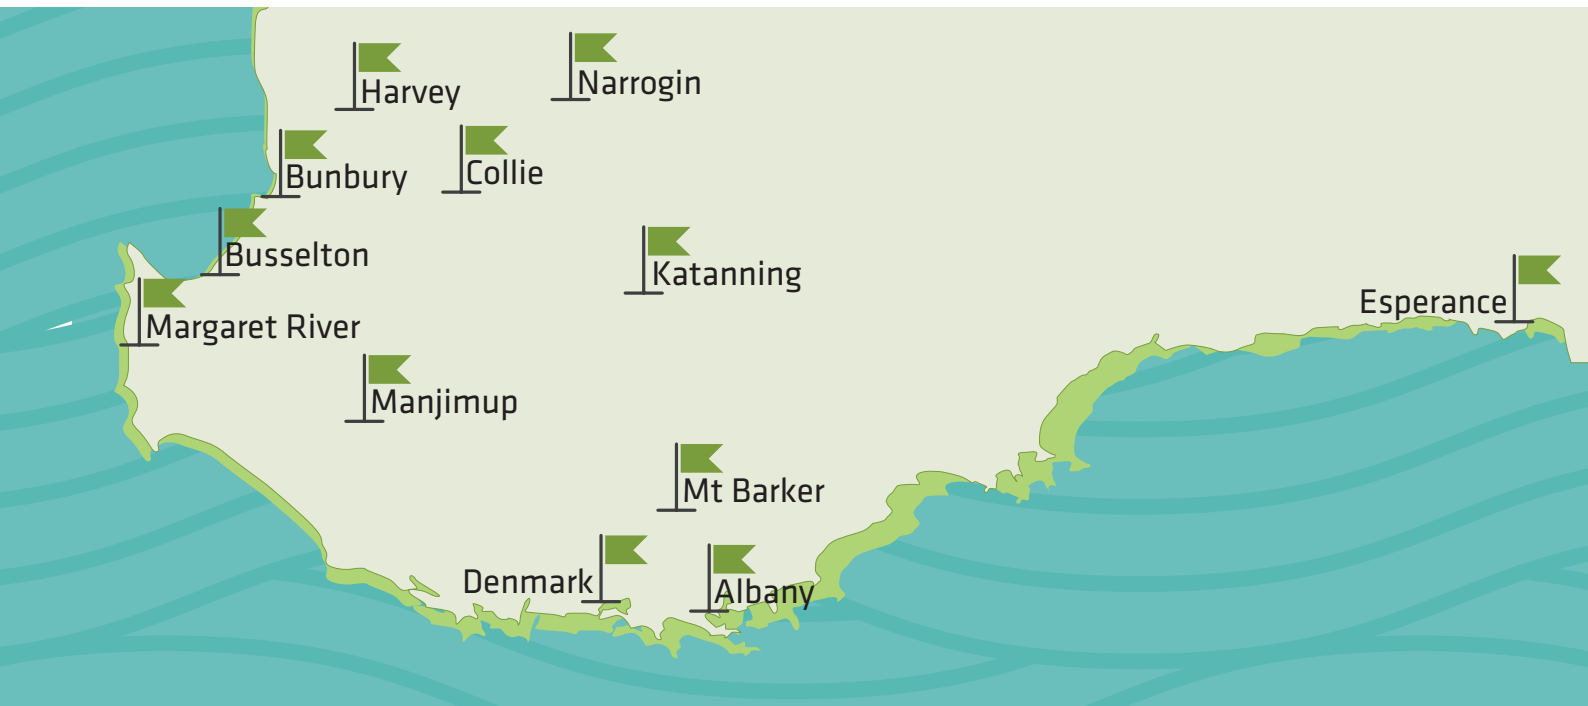 Narrogin
Harvey
Collie
Bunbury
Busselton
Katanning
Esperance
Margaret River
Manjimup
Mt Barker
Denmark
Albany